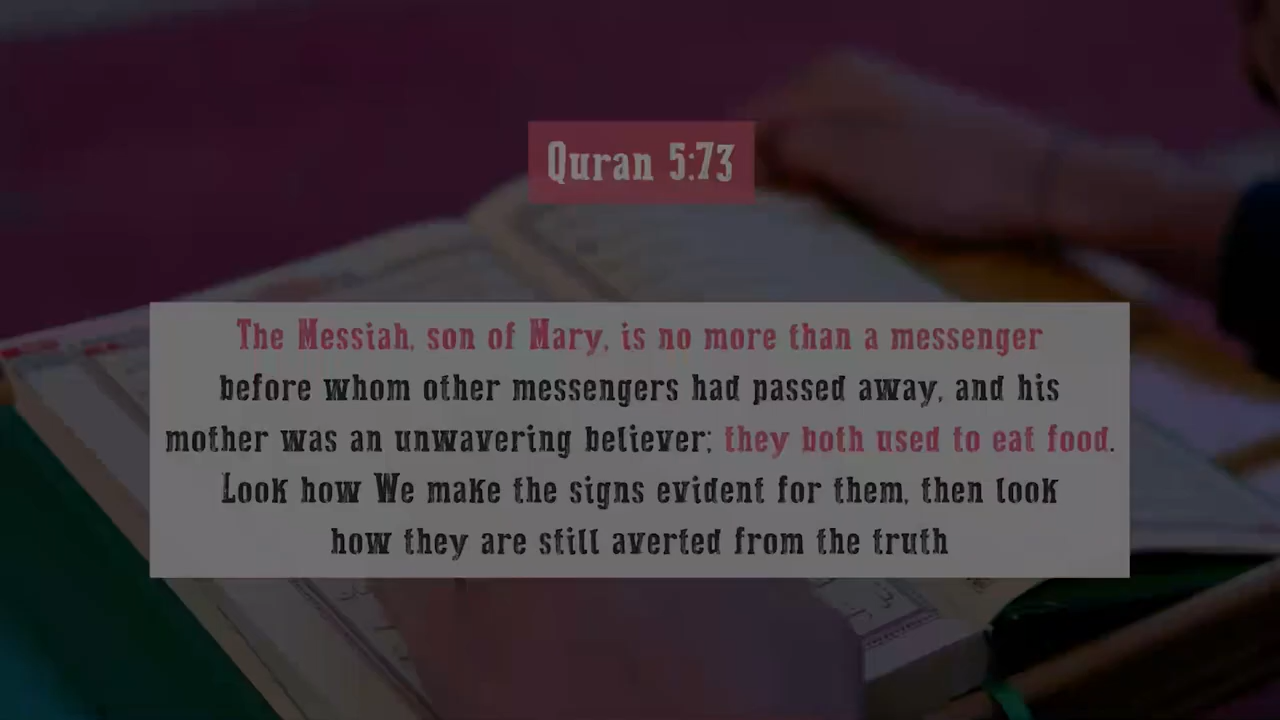 Quran 5:73
The Messiah, son of Mary, is no more than a messenger
before whom other messengers had passed away, and his
mother was an unwavering believer; they both used to eat food.
Look how We make the signs evident for them, then look
how they are still averted from the truth